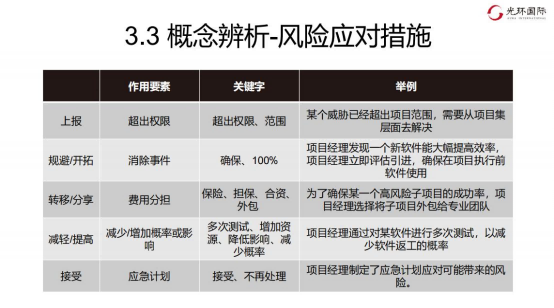 光环国际
3.3 概念辨析-风险应对措施
作用要素 关键字 举例
上报 超出权限 超出权限、范围 某个威胁已经超出项目范围，需要从项目集
层面去解决
规避/开拓 消除事件 确保、100% 项目经理发现一个新软件能大幅提高效率，
项目经理立即评估引进，确保在项目执行前
软件使用
转移/分享 费用分担 保险、担保、合资、
外包 为了确保某一个高风险子项目的成功率，项
目经理选择将子项目外包给专业团队
减轻/提高 减少/增加概率或影
响 多次测试、增加资
源、降低影响、减
少概率 项目经理通过对某软件进行多次测试，以减
少软件返工的概率
接受 应急计划 接受、不再处理 项目经理制定了应急计划应对可能带来的风
险。